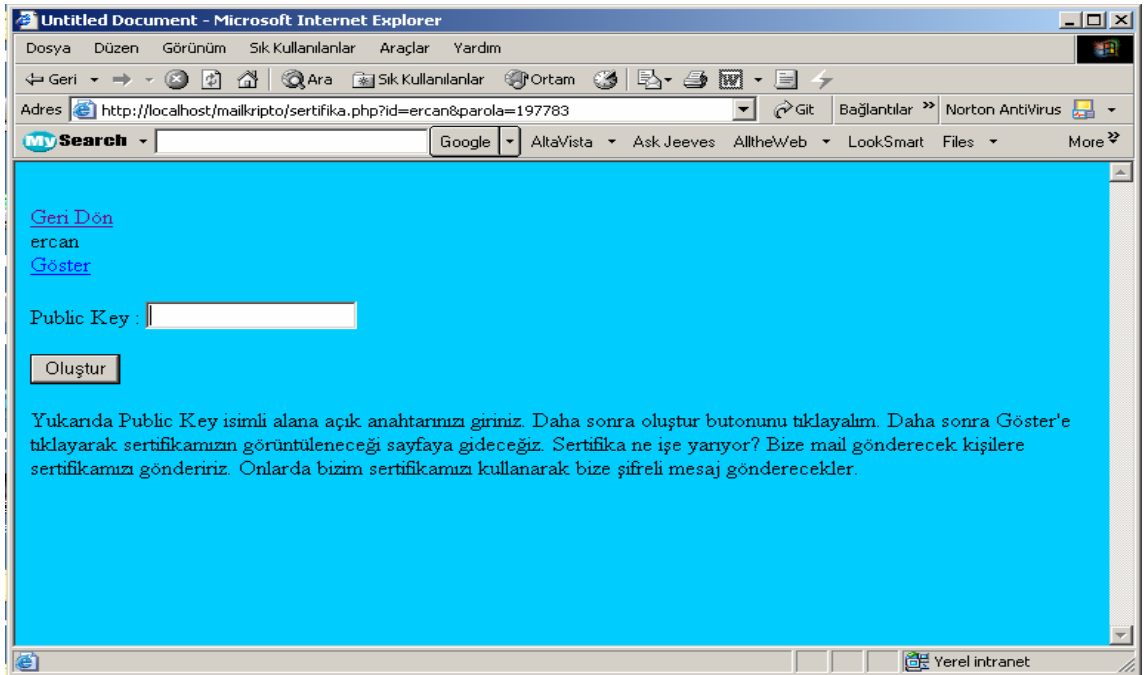 Untitled Document - Microsoft Internet Explorer
Dosya Düzen Görünüm Sık Kullanılanlar Araçlar Yardım
Geri Ara Sık Kullanılanlar Ortam
Adres http://localhost/mailkripto/sertifika.php?id=ercan&parola=197783 Git Bağlantılar » Norton AntiVirus
My Search Google AltaVista Ask Jeeves AlltheWeb LookSmart Files More »
Geri Dön
ercan
Göster
Public Key :
Oluştur
Yukarıda Public Key isimli alana açık anahtarınızı giriniz. Daha sonra oluştur butonunu tıklayalım. Daha sonra Göster'e
tıklayarak sertifikamızın görüntüleneceği sayfaya gideceğiz. Sertifika ne işe yarıyor? Bize mail gönderecek kişilere
sertifikamızı göndeririz. Onlarda bizim sertifikamızı kullanarak bize şifreli mesaj gönderecekler.
Yerel intranet